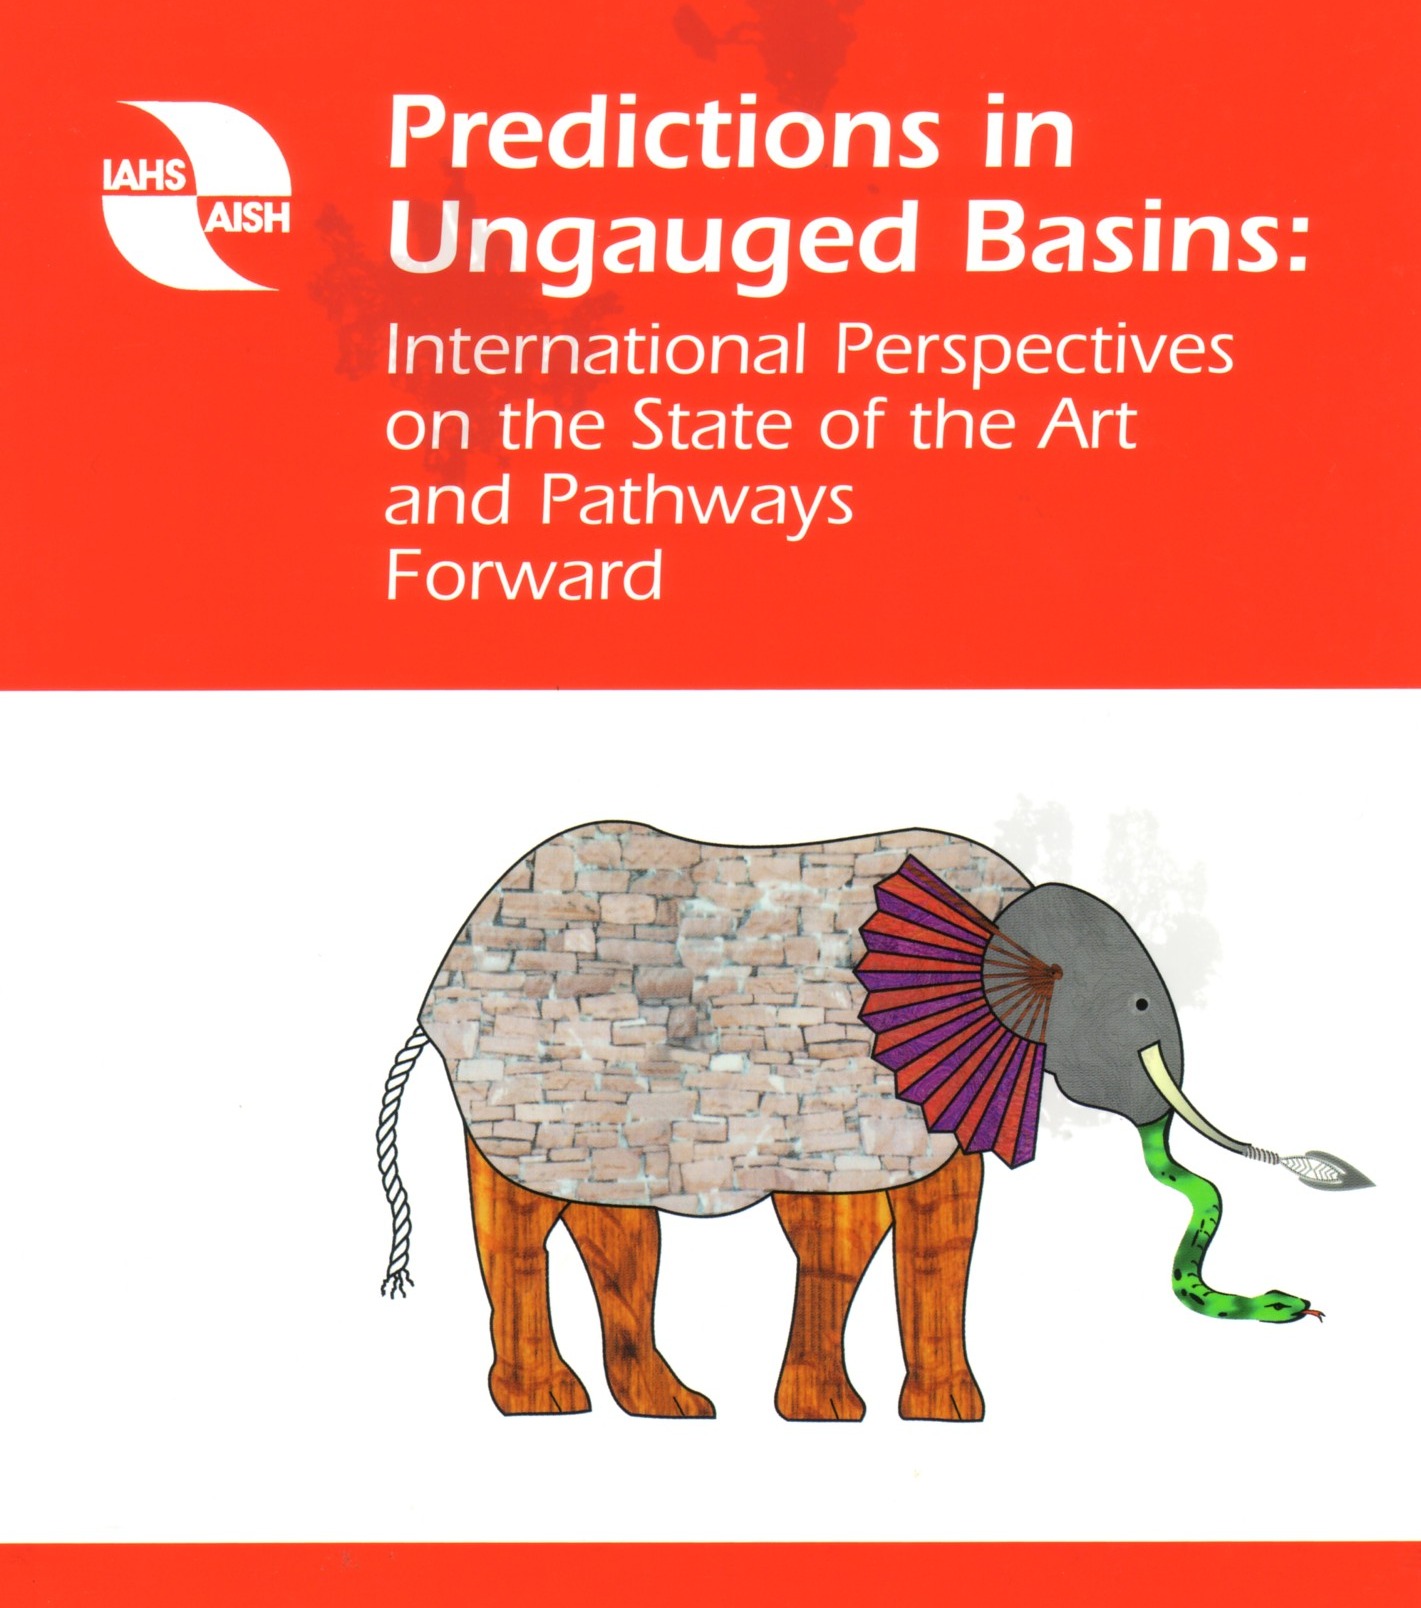 IAHS
AISH
Predictions in
Ungauged Basins:
International Perspectives
on the State of the Art
and Pathways
Forward